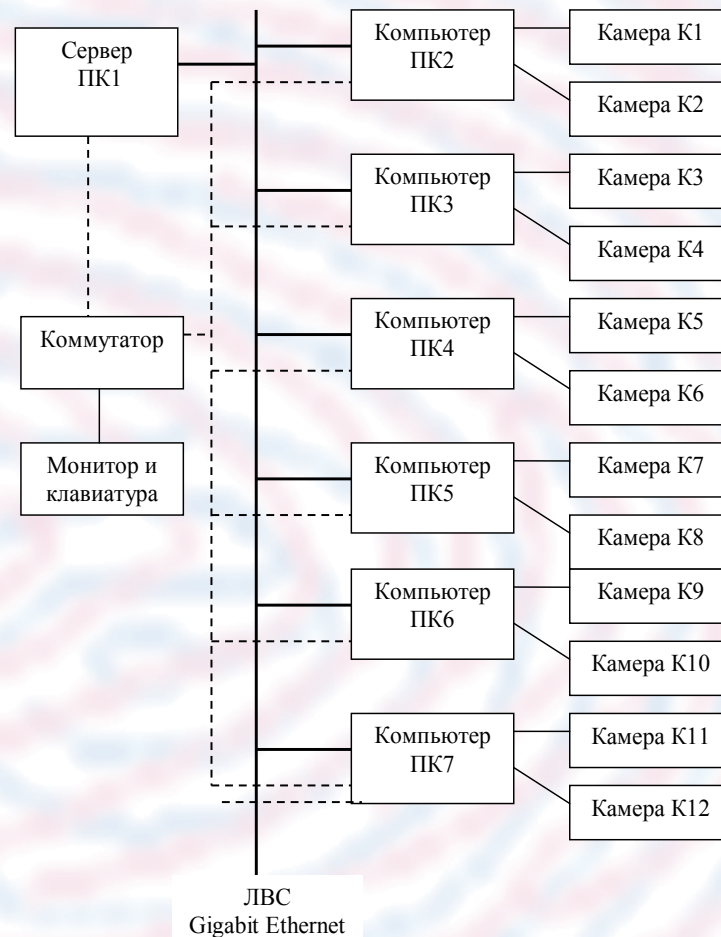 Сервер
ПК1
Коммутатор
Монитор и
клавиатура
Компьютер
ПК2
Камера К1
Камера К2
Компьютер
ПК3
Камера К3
Камера К4
Компьютер
ПК4
Камера К5
Камера К6
Компьютер
ПК5
Камера К7
Камера К8
Компьютер
ПК6
Камера К9
Камера К10
Компьютер
ПК7
Камера К11
Камера К12
ЛВС
Gigabit Ethernet